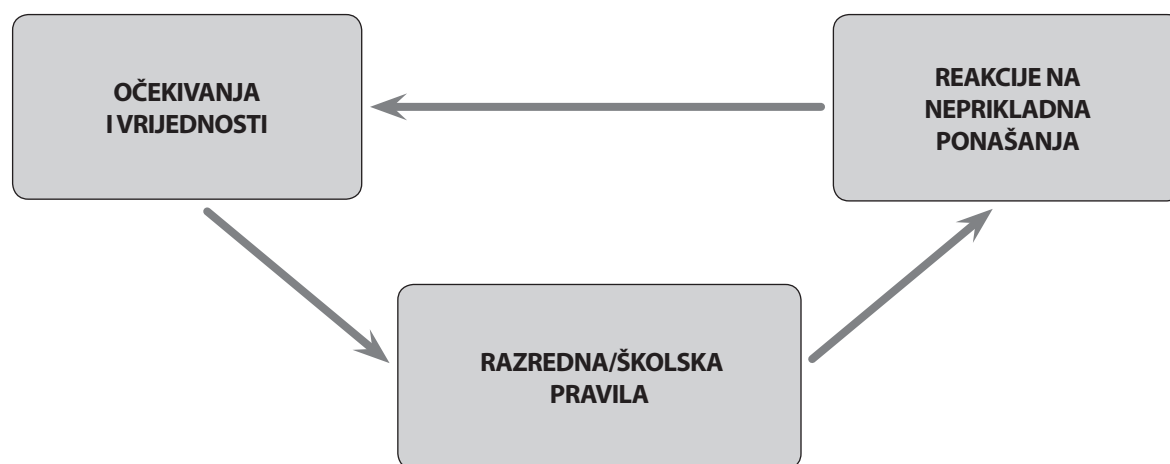 OČEKIVANJA
I VRIJEDNOSTI
REAKCIJE NA
NEPRIKLADNA
PONAŠANJA
RAZREDNA/ŠKOLSKA
PRAVILA